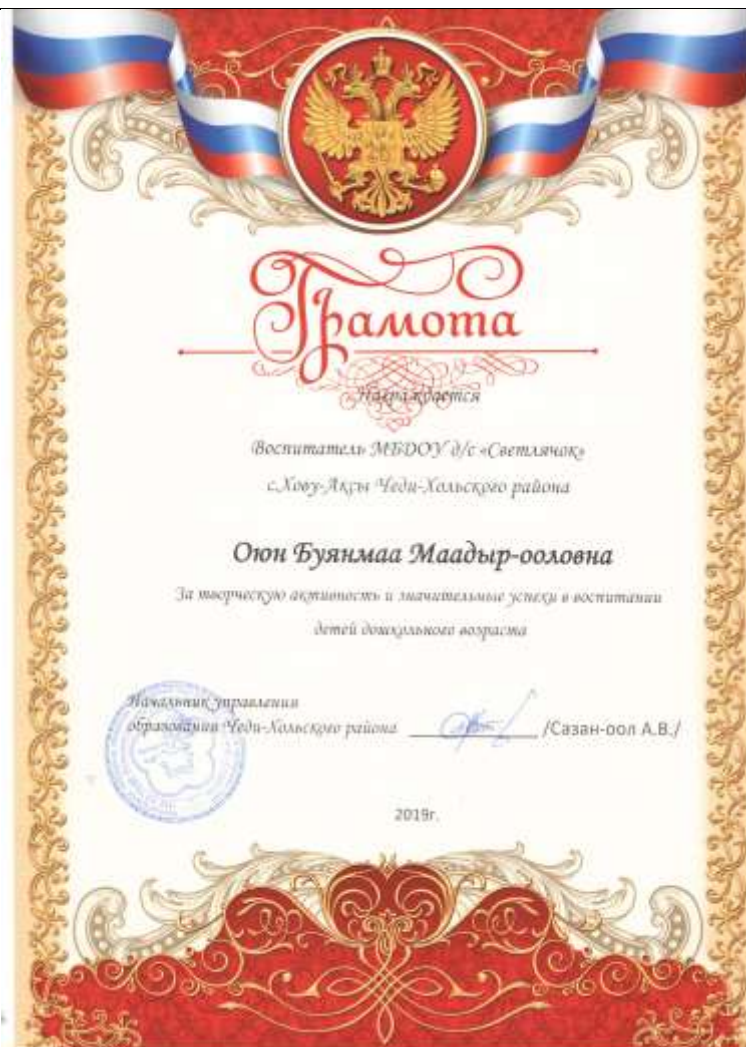 Грамота
Награждается
Воспитатель МБДОУ д/с «Светлячок»
с.Хову-Аксы Чеди-Хольского района
Оюн Буянмаа Маадыр-ооловна
За творческую активность и значительные успехи в воспитании
детей дошкольного возраста
Начальник управления
образования Чеди-Хольского района /Сазан-оол А.В./
2019г.